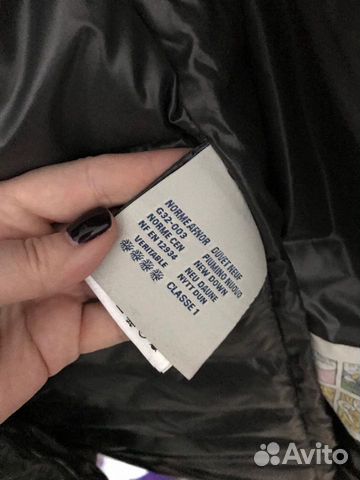 NORME AFNOR
G32-003
NORME CEN
NF EN 12934
VERITABLE
DUVET NEUF
PIUMINO NUOVO
NEW DOWN
NEU DAUNE
NYTT DUN
CLASSE 1
Avito